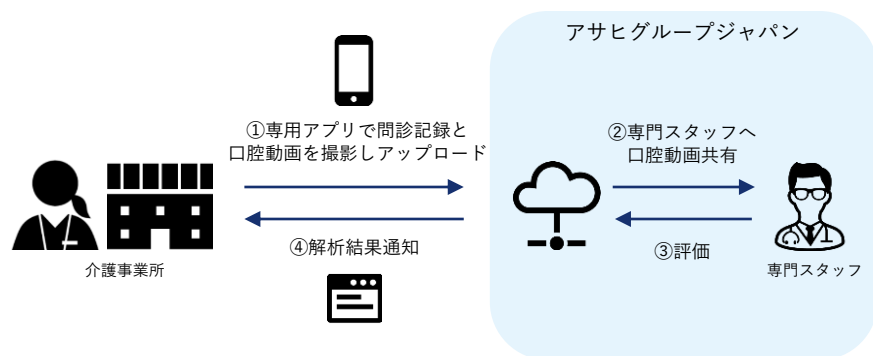 アサヒグループジャパン
①専用アプリで問診記録と
口腔動画を撮影しアップロード
②専門スタッフへ
口腔動画共有
④解析結果通知
③評価
介護事業所
専門スタッフ